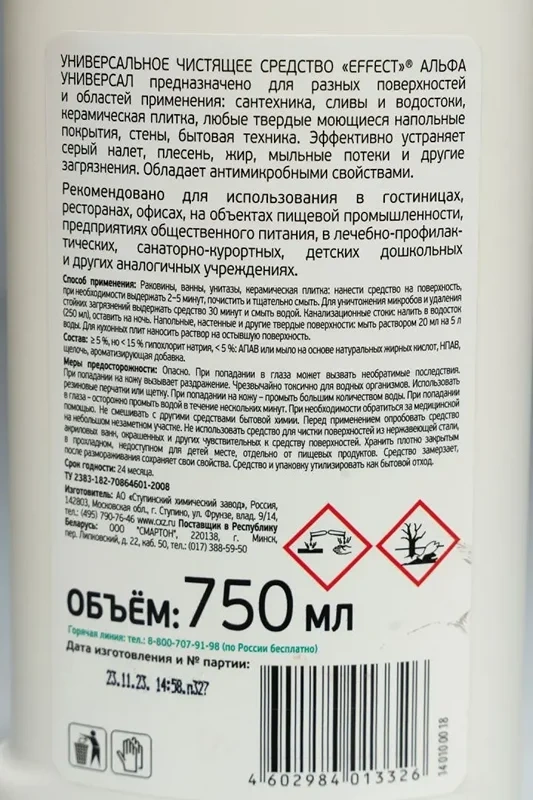 УНИВЕРСАЛЬНОЕ ЧИСТЯЩЕЕ СРЕДСТВО «EFFECT»® АЛЬФА
УНИВЕРСАЛ предназначено для разных поверхностей
и областей применения: сантехника, сливы и водостоки,
керамическая плитка, любые твердые моющиеся напольные
покрытия, стены, бытовая техника. Эффективно устраняет
серый налет, плесень, жир, мыльные потеки и другие
загрязнения. Обладает антимикробными свойствами.
Рекомендовано для использования в гостиницах,
ресторанах, офисах, на объектах пищевой промышленности,
предприятиях общественного питания, в лечебно-профилак-
тических, санаторно-курортных, детских дошкольных
и других аналогичных учреждениях.
Способ применения: Раковины, ванны, унитазы, керамическая плитка: нанести средство на поверхность,
при необходимости выдержать 2–5 минут, почистить и тщательно смыть. Для уничтожения микробов и удаления
стойких загрязнений выдержать средство 30 минут и смыть водой. Канализационные стоки: налить в водосток
(250 мл), оставить на ночь. Напольные, настенные и другие твердые поверхности: мыть раствором 20 мл на 5 л
воды. Для кухонных плит наносить раствор на остывшую поверхность.
Состав: ≥ 5 %, но < 15 % гипохлорит натрия, < 5 %: АПАВ или мыло на основе натуральных жирных кислот, НПАВ,
щелочь, ароматизирующая добавка.
Меры предосторожности: Опасно. При попадании в глаза может вызвать необратимые последствия.
При попадании на кожу вызывает раздражение. Чрезвычайно токсично для водных организмов. Использовать
резиновые перчатки или щетку. При попадании на кожу – промыть большим количеством воды. При попадании
в глаза - осторожно промыть водой в течение нескольких минут. При необходимости обратиться за медицинской
помощью. Не смешивать с другими средствами бытовой химии. Перед применением опробовать средство
на небольшом незаметном участке. Не использовать средство для чистки поверхностей из нержавеющей стали,
акриловых ванн, окрашенных и других чувствительных к средству поверхностей. Хранить плотно закрытым
в прохладном, недоступном для детей месте, отдельно от пищевых продуктов. Средство замерзает,
после размораживания сохраняет свои свойства. Средство и упаковку утилизировать как бытовой отход.
Срок годности: 24 месяца.
ТУ 2383-182-70864601-2008
Изготовитель: АО «Ступинский химический завод», Россия,
142803, Московская обл., г. Ступино, ул. Фрунзе, влад. 9/14,
тел.: (495) 790-76-46 www.cxz.ru Поставщик в Республику
Беларусь: ООО "СМАРТОН", 220138, г. Минск,
пер. Липковский, д. 22, каб. 50, тел.: (017) 388-59-50
ОБЪЁМ: 750 мл
Горячая линия: тел.: 8-800-707-91-98 (по России бесплатно)
Дата изготовления и № партии:
23.11.23. 14:58.п327
4 602984 013326
14 010 00 18